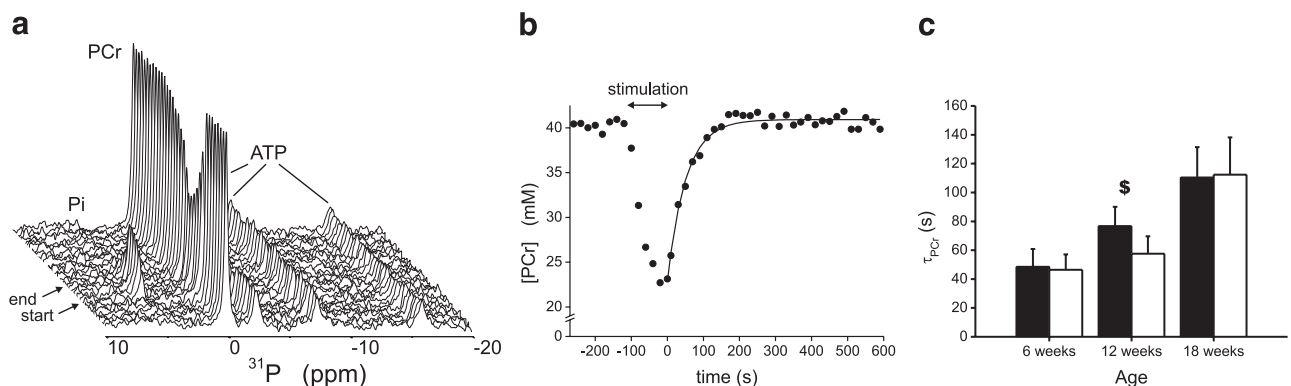 a
PCr
ATP
Pi
end
start
10
0
-10
-20
31P (ppm)
b
stimulation
[PCr] (mM)
40
35
30
25
20
0
-200
-100
0
100
200
300
400
500
600
time (s)
c
τPCr (s)
160
140
120
100
80
60
40
20
0
$
6 weeks
12 weeks
18 weeks
Age